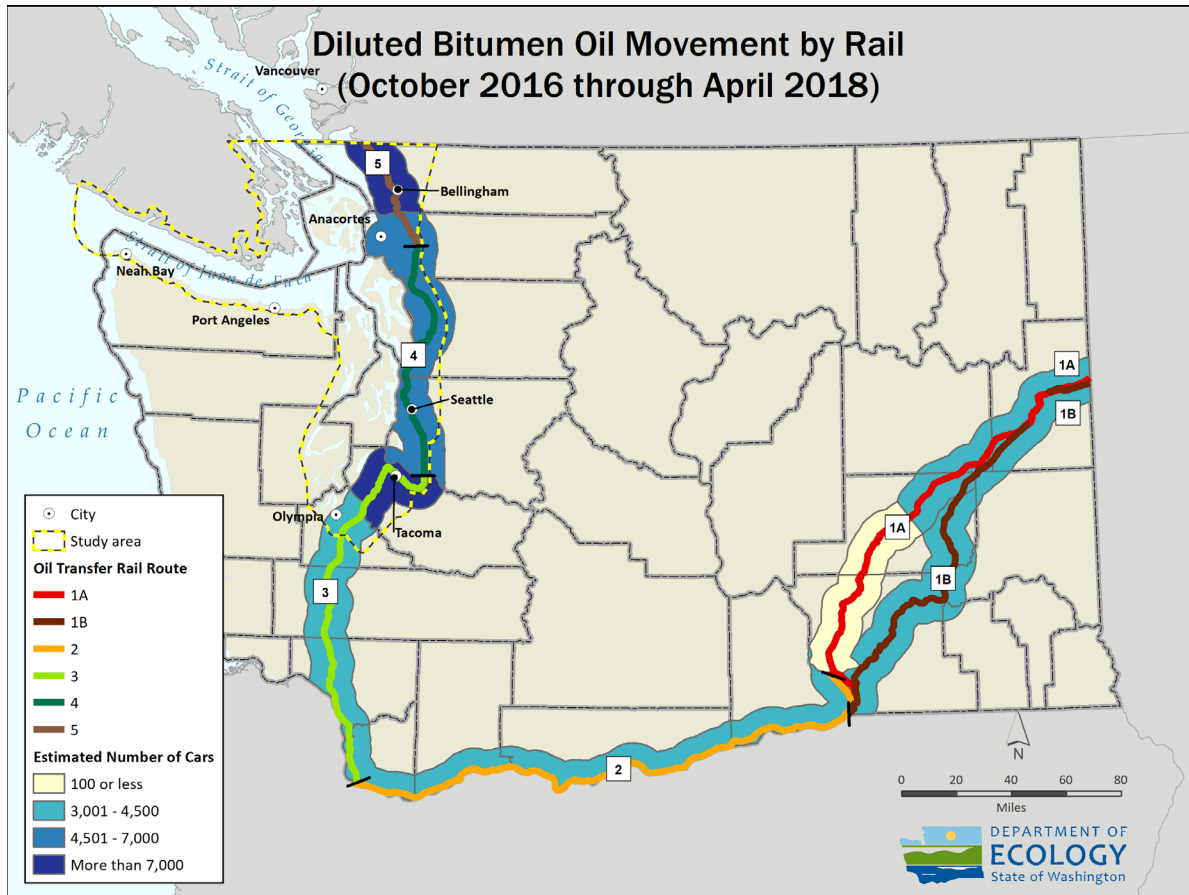 Diluted Bitumen Oil Movement by Rail
(October 2016 through April 2018)
Vancouver
Strait of Georgia
5
Bellingham
Anacortes
Strait of Juan de Fuca
Neah Bay
Port Angeles
4
1A
Pacific
Ocean
Seattle
1B
Olympia
Tacoma
1A
1B
3
2
City
Study area
Oil Transfer Rail Route
1A
1B
2
3
4
5
Estimated Number of Cars
100 or less
3,001 - 4,500
4,501 - 7,000
More than 7,000
N
0 20 40 60 80
Miles
DEPARTMENT OF
ECOLOGY
State of Washington